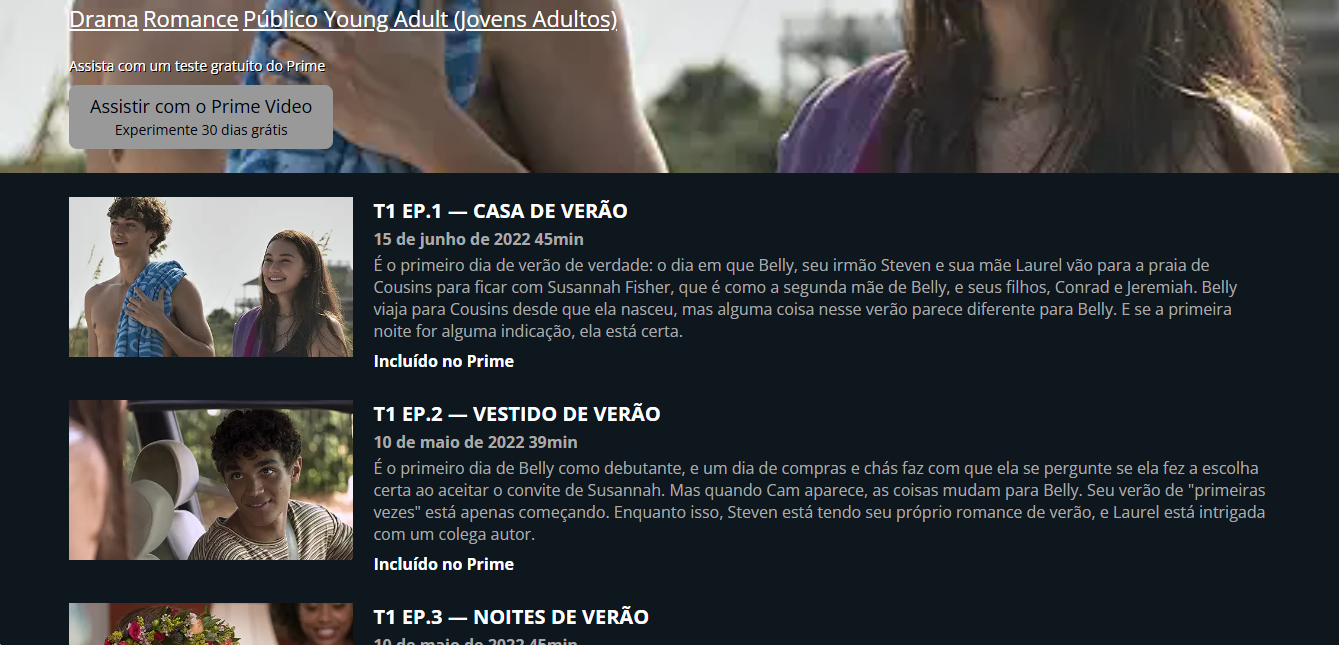 Drama Romance Público Young Adult (Jovens Adultos)
Assista com um teste gratuito do Prime
Assistir com o Prime Video
Experimente 30 dias grátis
T1 EP.1 — CASA DE VERÃO
15 de junho de 2022 45min
É o primeiro dia de verão de verdade: o dia em que Belly, seu irmão Steven e sua mãe Laurel vão para a praia de
Cousins para ficar com Susannah Fisher, que é como a segunda mãe de Belly, e seus filhos, Conrad e Jeremiah. Belly
viaja para Cousins desde que ela nasceu, mas alguma coisa nesse verão parece diferente para Belly. E se a primeira
noite for alguma indicação, ela está certa.
Incluído no Prime
T1 EP.2 — VESTIDO DE VERÃO
10 de maio de 2022 39min
É o primeiro dia de Belly como debutante, e um dia de compras e chás faz com que ela se pergunte se ela fez a escolha
certa ao aceitar o convite de Susannah. Mas quando Cam aparece, as coisas mudam para Belly. Seu verão de "primeiras
vezes" está apenas começando. Enquanto isso, Steven está tendo seu próprio romance de verão, e Laurel está intrigada
com um colega autor.
Incluído no Prime
T1 EP.3 — NOITES DE VERÃO
10 de maio de 2022 45min